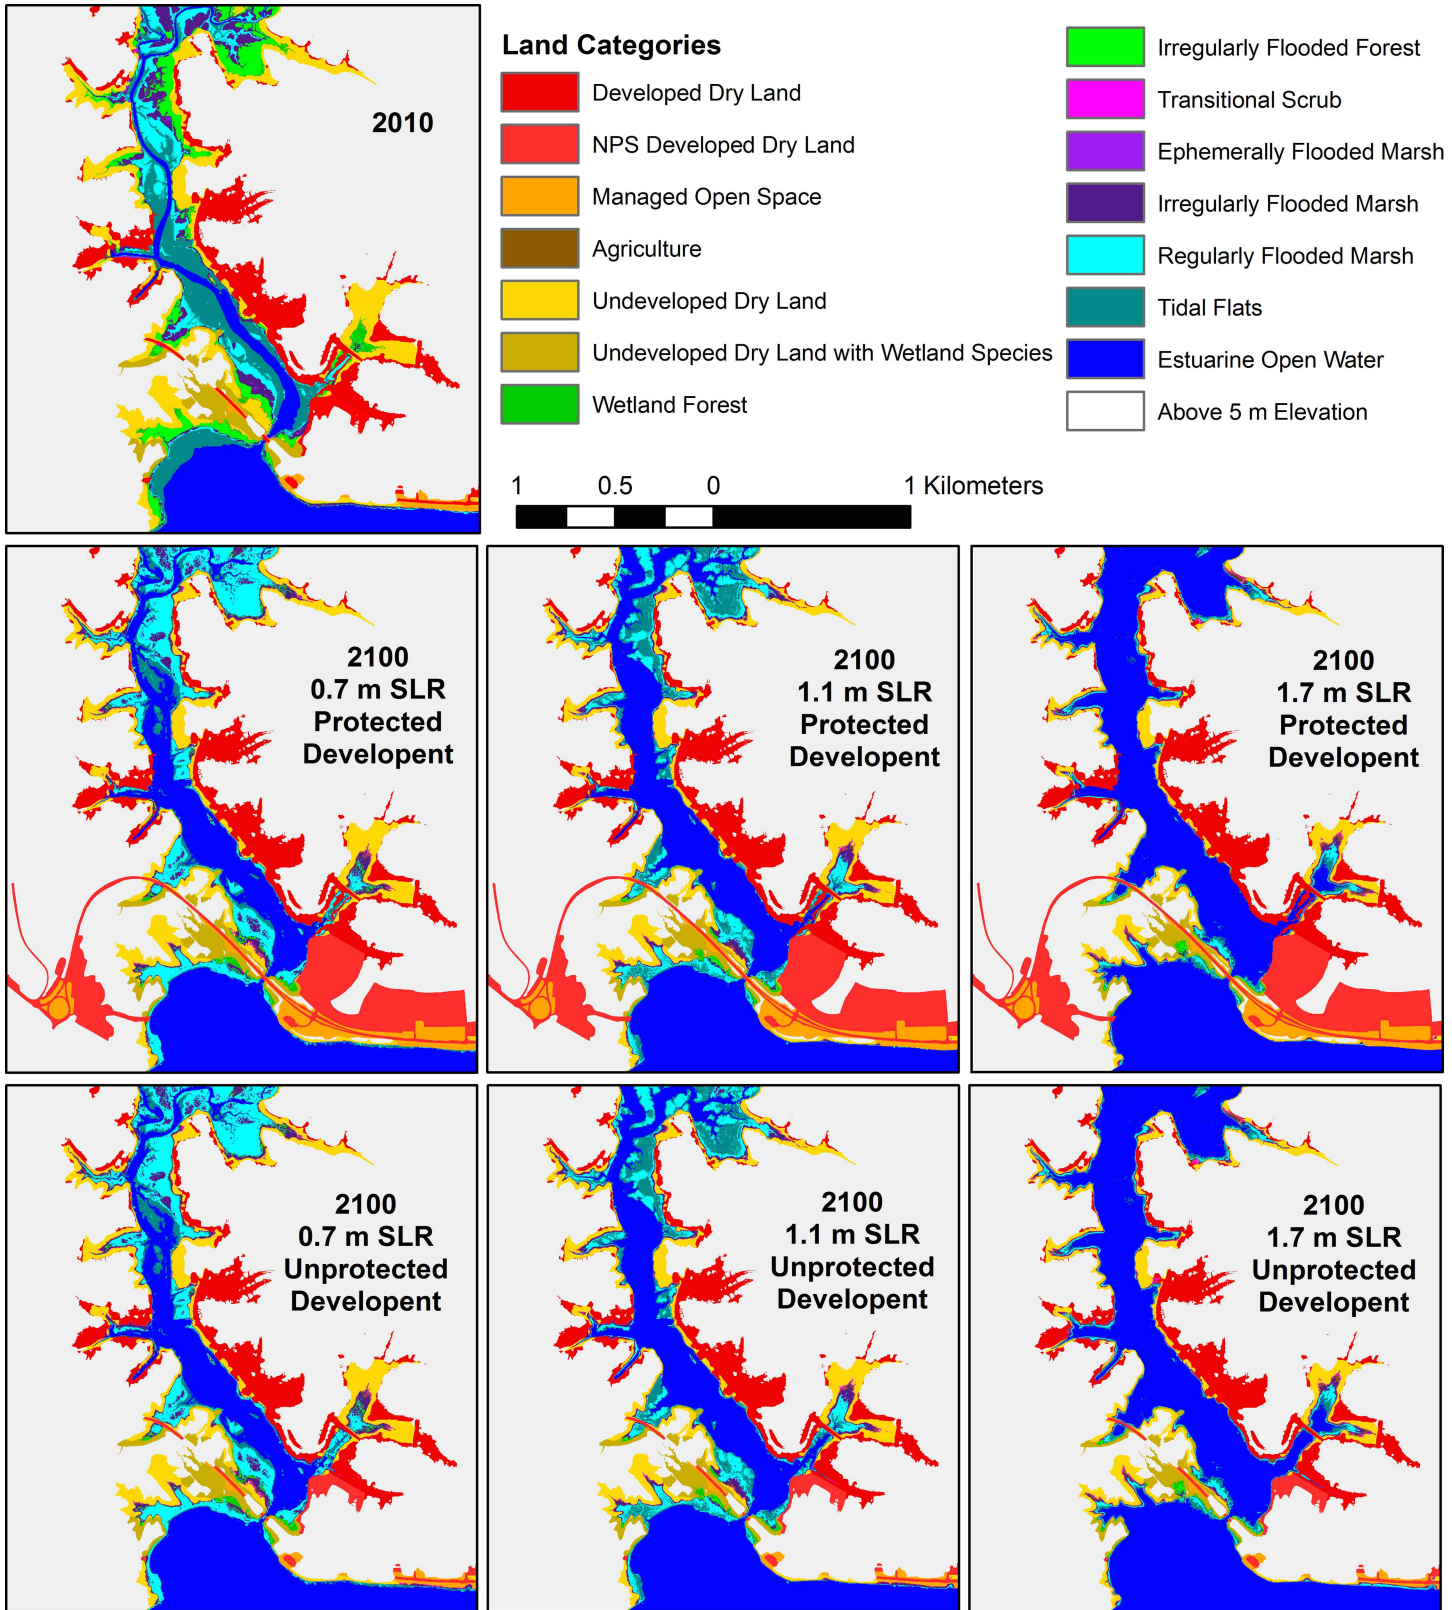 2010
Land Categories
Developed Dry Land
NPS Developed Dry Land
Managed Open Space
Agriculture
Undeveloped Dry Land
Undeveloped Dry Land with Wetland Species
Wetland Forest
Irregularly Flooded Forest
Transitional Scrub
Ephemerally Flooded Marsh
Irregularly Flooded Marsh
Regularly Flooded Marsh
Tidal Flats
Estuarine Open Water
Above 5 m Elevation
1 0.5 0 1 Kilometers
2100
0.7 m SLR
Protected
Developent
2100
1.1 m SLR
Protected
Developent
2100
1.7 m SLR
Protected
Developent
2100
0.7 m SLR
Unprotected
Developent
2100
1.1 m SLR
Unprotected
Developent
2100
1.7 m SLR
Unprotected
Developent